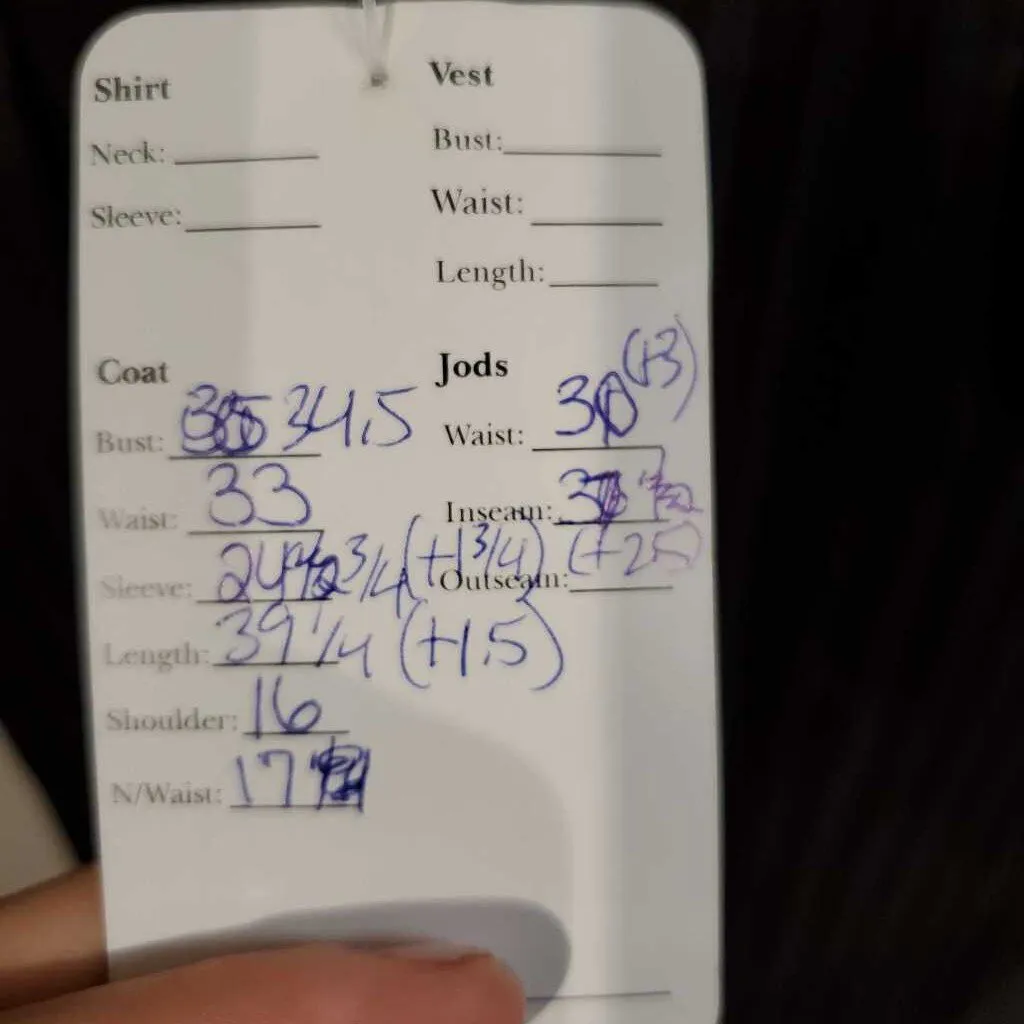 Shirt
Neck:
Sleeve:
Vest
Bust:
Waist:
Length:
Coat
Bust: 34.5
Waist: 33
Sleeve: 24 3/4 (+1 3/4)
Length: 39 1/4 (+1.5)
Shoulder: 16
N/Waist: 17
Jods
Waist: 30 (+3)
Inseam: (+2.5)
Outseam: